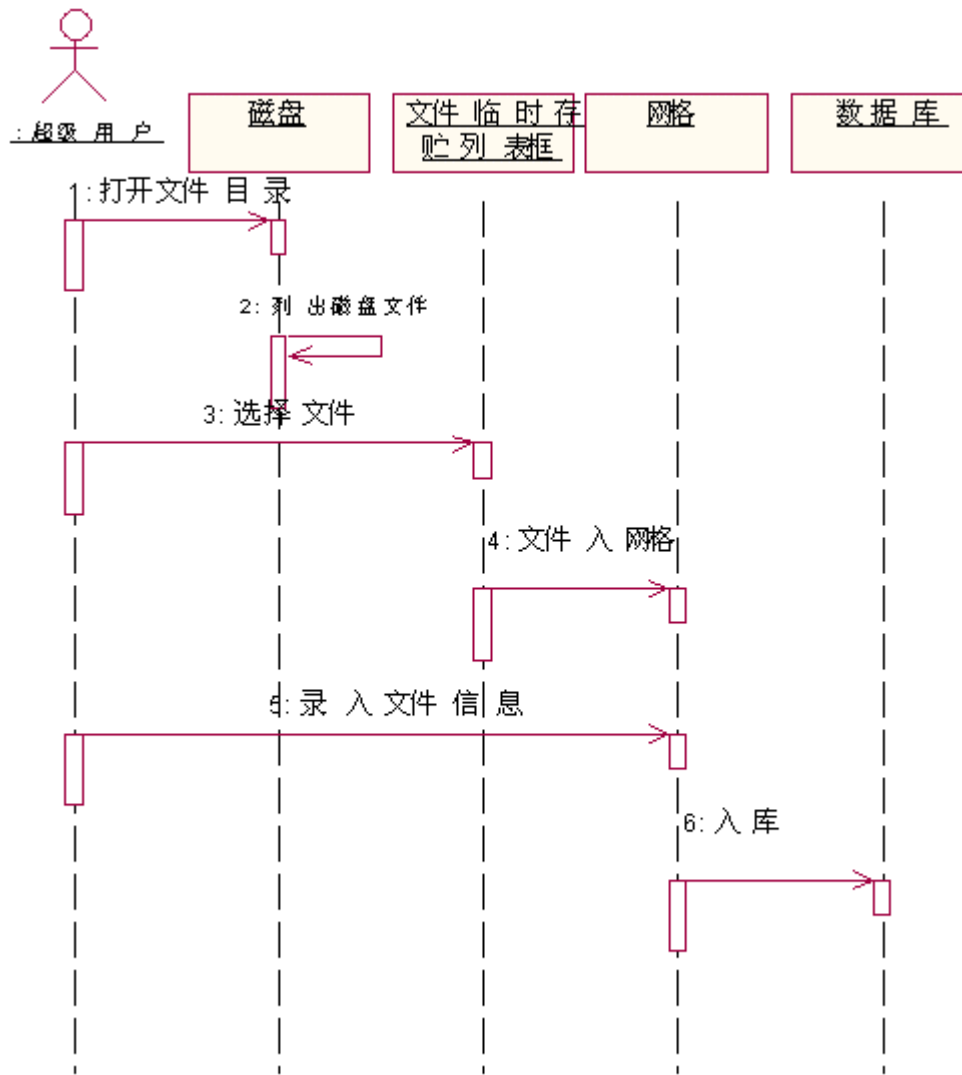 : 超级用户
磁盘
文件临时存
贮列表框
网格
数据库
1: 打开文件目录
2: 列出磁盘文件
3: 选择文件
4: 文件入网格
5: 录入文件信息
6: 入库